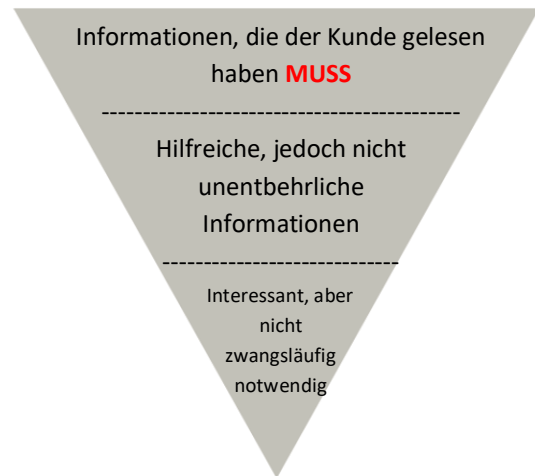 Informationen, die der Kunde gelesen
haben MUSS
--------------------------------------------
Hilfreiche, jedoch nicht
unentbehrliche
Informationen
-----------------------------
Interessant, aber
nicht
zwangsläufig
notwendig